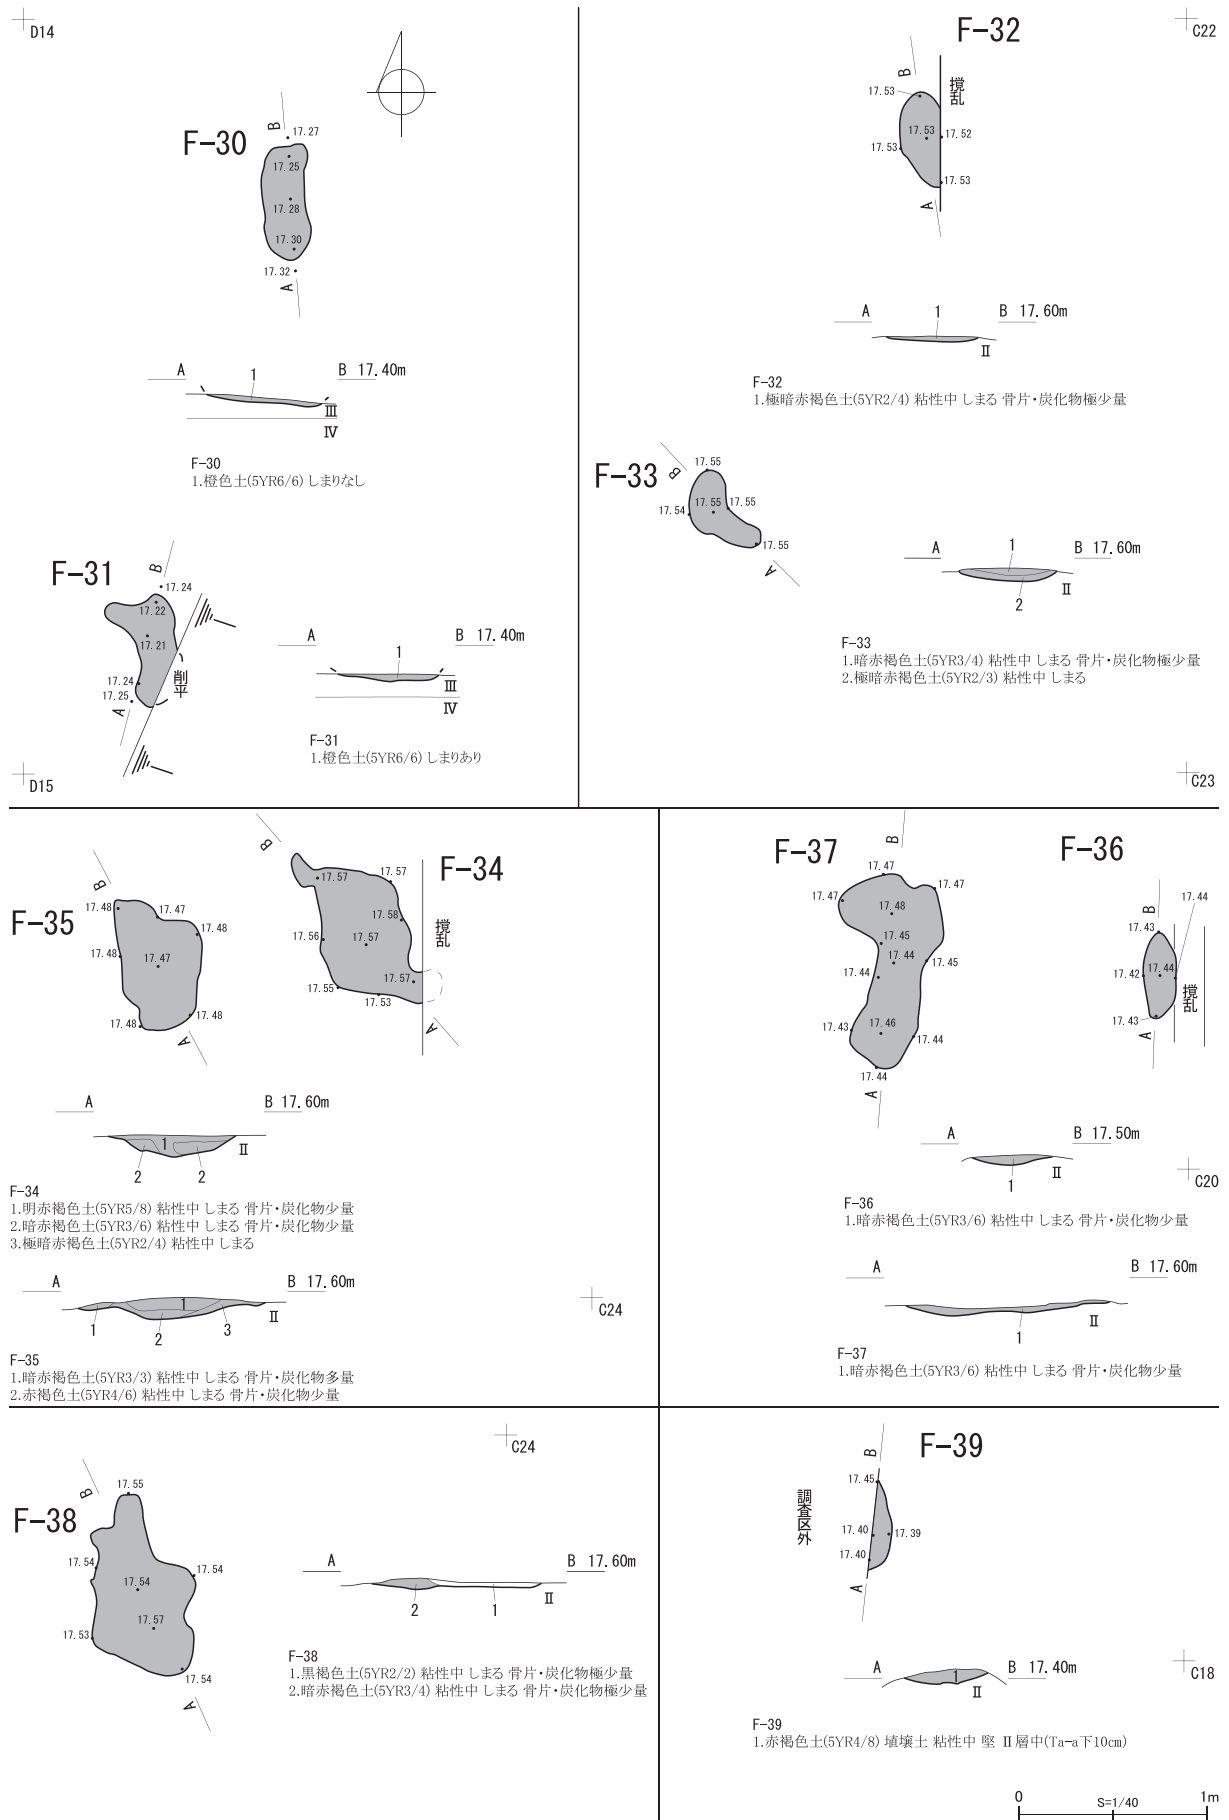 D14
F-30
B
17.27
17.25
17.28
17.30
17.32
A
A 1 B 17.40m
Ⅲ
Ⅳ
F-30
1.橙色土(5YR6/6) しまりなし
F-31
B
17.24
17.22
17.21
17.24
17.25
A
削平
A 1 B 17.40m
Ⅲ
Ⅳ
F-31
1.橙色土(5YR6/6) しまりあり
D15
F-32
C22
B
撹乱
17.53
17.53
17.52
17.53
17.53
A
A 1 B 17.60m
Ⅱ
F-32
1.極暗赤褐色土(5YR2/4) 粘性中 しまる 骨片・炭化物極少量
F-33
B
17.55
17.55
17.55
17.54
17.55
A
A 1 B 17.60m
Ⅱ
2
F-33
1.暗赤褐色土(5YR3/4) 粘性中 しまる 骨片・炭化物極少量
2.極暗赤褐色土(5YR2/3) 粘性中 しまる
C23
F-35
B
17.48
17.47
17.48
17.48
17.47
17.48
17.48
A
F-34
B
17.57
17.57
17.58
17.56
17.57
17.57
17.55
17.53
撹乱
A
A B 17.60m
1
Ⅱ
2 2
F-34
1.明赤褐色土(5YR5/8) 粘性中 しまる 骨片・炭化物少量
2.暗赤褐色土(5YR3/6) 粘性中 しまる 骨片・炭化物少量
3.極暗赤褐色土(5YR2/4) 粘性中 しまる
A B 17.60m
1
Ⅱ
1 2 3
C24
F-35
1.暗赤褐色土(5YR3/3) 粘性中 しまる 骨片・炭化物多量
2.赤褐色土(5YR4/6) 粘性中 しまる 骨片・炭化物少量
F-37
B
17.47
17.47
17.47
17.48
17.45
17.44
17.45
17.44
17.43
17.46
17.44
17.44
A
F-36
B
17.44
17.43
17.42
17.44
17.43
撹乱
A
A B 17.50m
Ⅱ
1
C20
F-36
1.暗赤褐色土(5YR3/6) 粘性中 しまる 骨片・炭化物少量
A B 17.60m
Ⅱ
1
F-37
1.暗赤褐色土(5YR3/6) 粘性中 しまる 骨片・炭化物少量
C24
F-38
B
17.55
17.54
17.54
17.54
17.57
17.53
17.54
A
A B 17.60m
Ⅱ
2 1
F-38
1.黒褐色土(5YR2/2) 粘性中 しまる 骨片・炭化物極少量
2.暗赤褐色土(5YR3/4) 粘性中 しまる 骨片・炭化物極少量
F-39
B
17.45
調査区外
17.40
17.39
17.40
A
A B 17.40m
1
Ⅱ
C18
F-39
1.赤褐色土(5YR4/8) 埴壌土 粘性中 堅 Ⅱ層中(Ta-a下10cm)
0 S=1/40 1m